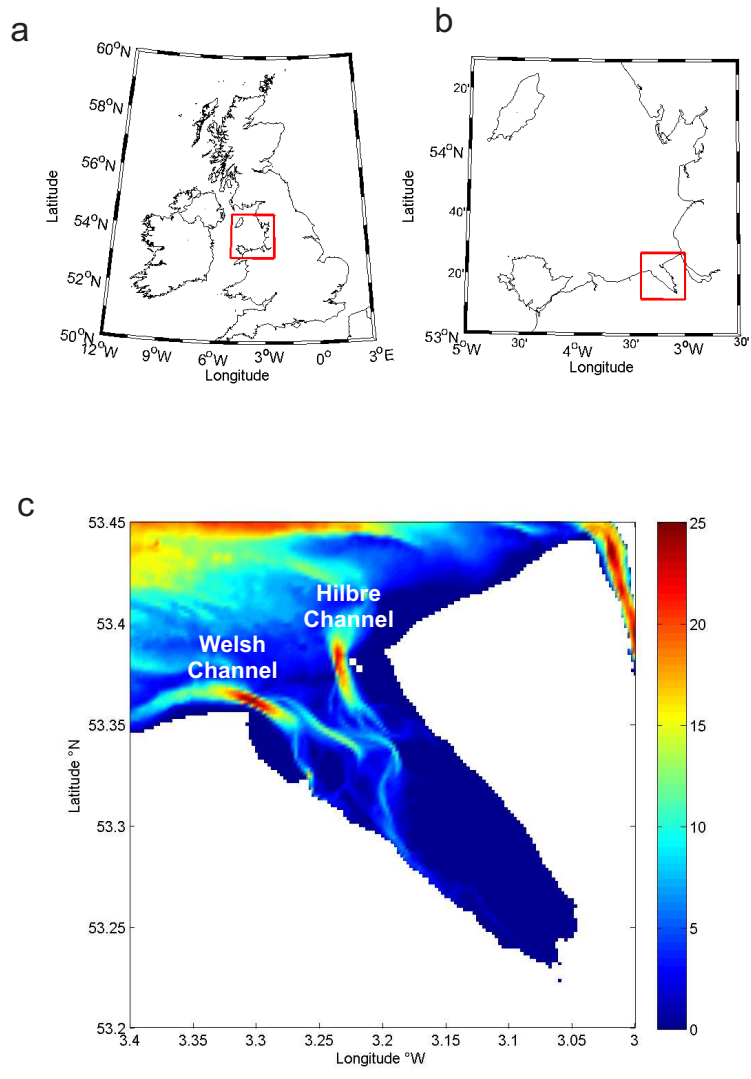 a
60°N
58°N
56°N
54°N
52°N
50°N
Latitude
12°W
9°W
6°W
3°W
0°
3°E
Longitude
b
20'
54°N
40'
20'
53°N
Latitude
5°W
30'
4°W
30'
3°W
30'
Longitude
c
53.45
53.4
53.35
53.3
53.25
53.2
Latitude °N
Hilbre
Channel
Welsh
Channel
3.4
3.35
3.3
3.25
3.2
3.15
3.1
3.05
3
Longitude °W
25
20
15
10
5
0